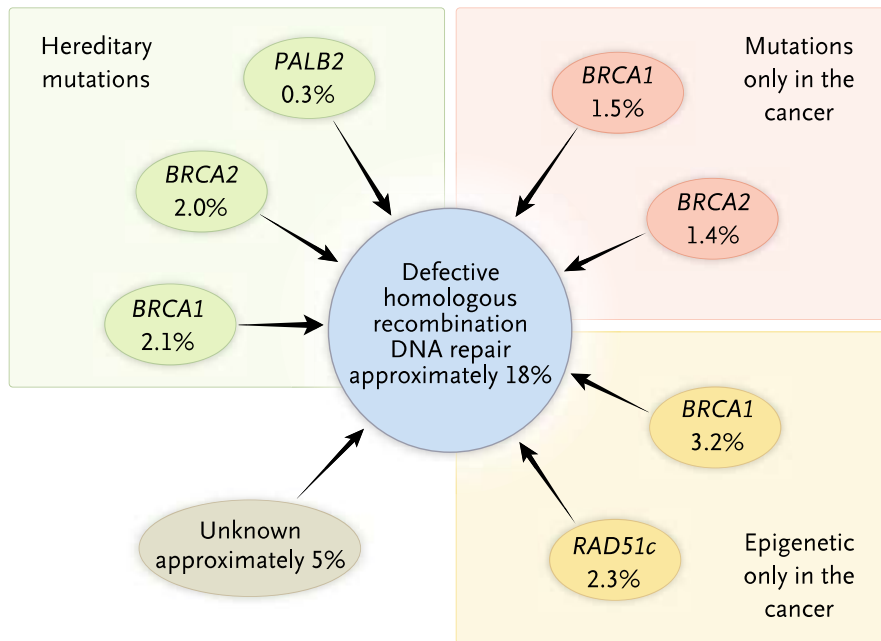 Hereditary
mutations
PALB2
0.3%
BRCA2
2.0%
BRCA1
2.1%
Mutations
only in the
cancer
BRCA1
1.5%
BRCA2
1.4%
Defective
homologous
recombination
DNA repair
approximately 18%
BRCA1
3.2%
RAD51c
2.3%
Epigenetic
only in the
cancer
Unknown
approximately 5%